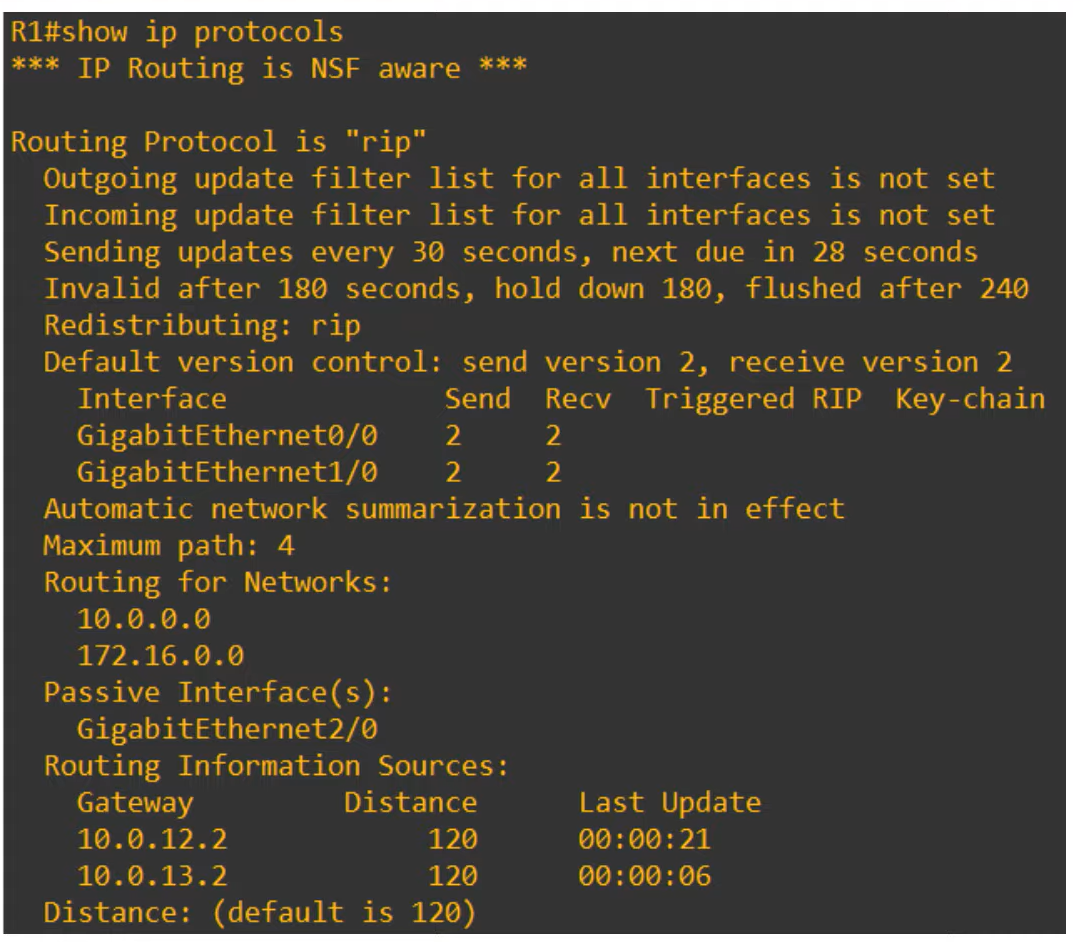 R1#show ip protocols
*** IP Routing is NSF aware ***
Routing Protocol is "rip"
Outgoing update filter list for all interfaces is not set
Incoming update filter list for all interfaces is not set
Sending updates every 30 seconds, next due in 28 seconds
Invalid after 180 seconds, hold down 180, flushed after 240
Redistributing: rip
Default version control: send version 2, receive version 2
Interface Send Recv Triggered RIP Key-chain
GigabitEthernet0/0 2 2
GigabitEthernet1/0 2 2
Automatic network summarization is not in effect
Maximum path: 4
Routing for Networks:
10.0.0.0
172.16.0.0
Passive Interface(s):
GigabitEthernet2/0
Routing Information Sources:
Gateway Distance Last Update
10.0.12.2 120 00:00:21
10.0.13.2 120 00:00:06
Distance: (default is 120)